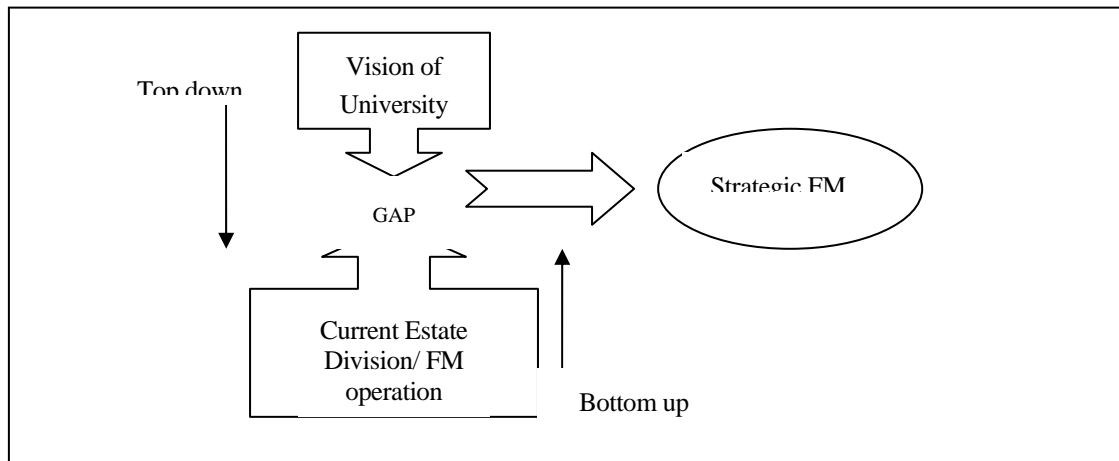 Vision of
University
Top down
GAP
Strategic FM
Current Estate
Division/ FM
operation
Bottom up